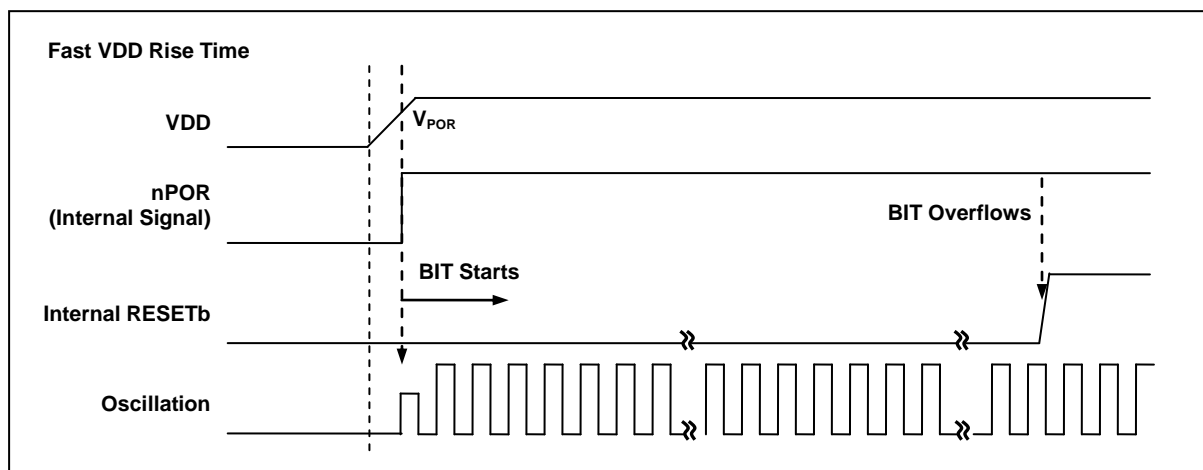 Fast VDD Rise Time
VDD
VPOR
nPOR
(Internal Signal)
BIT Overflows
BIT Starts
Internal RESETb
Oscillation